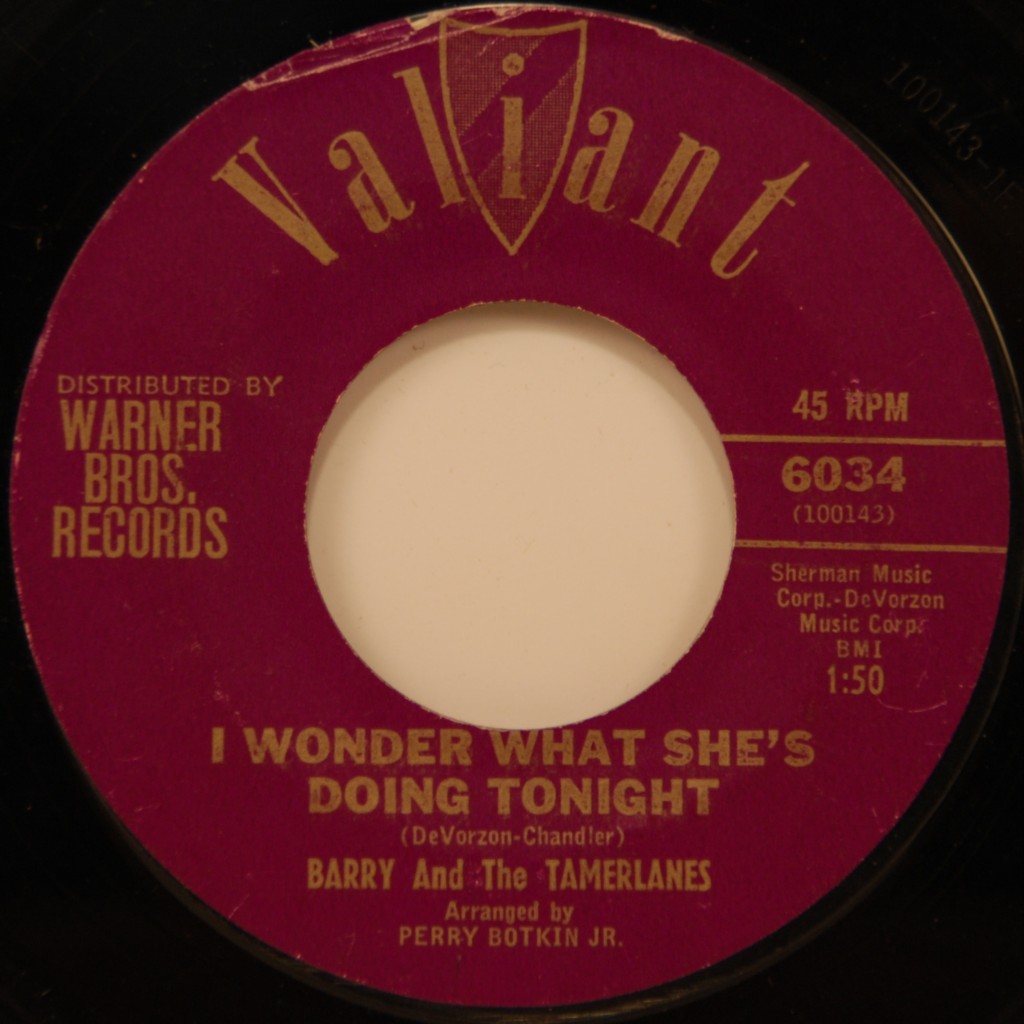 Valiant
DISTRIBUTED BY
WARNER
BROS.
RECORDS
45 RPM
6034
(100143)
Sherman Music
Corp.-DeVorzon
Music Corp.
BMI
1:50
I WONDER WHAT SHE'S
DOING TONIGHT
(DeVorzon-Chandler)
BARRY And The TAMERLANES
Arranged by
PERRY BOTKIN JR.